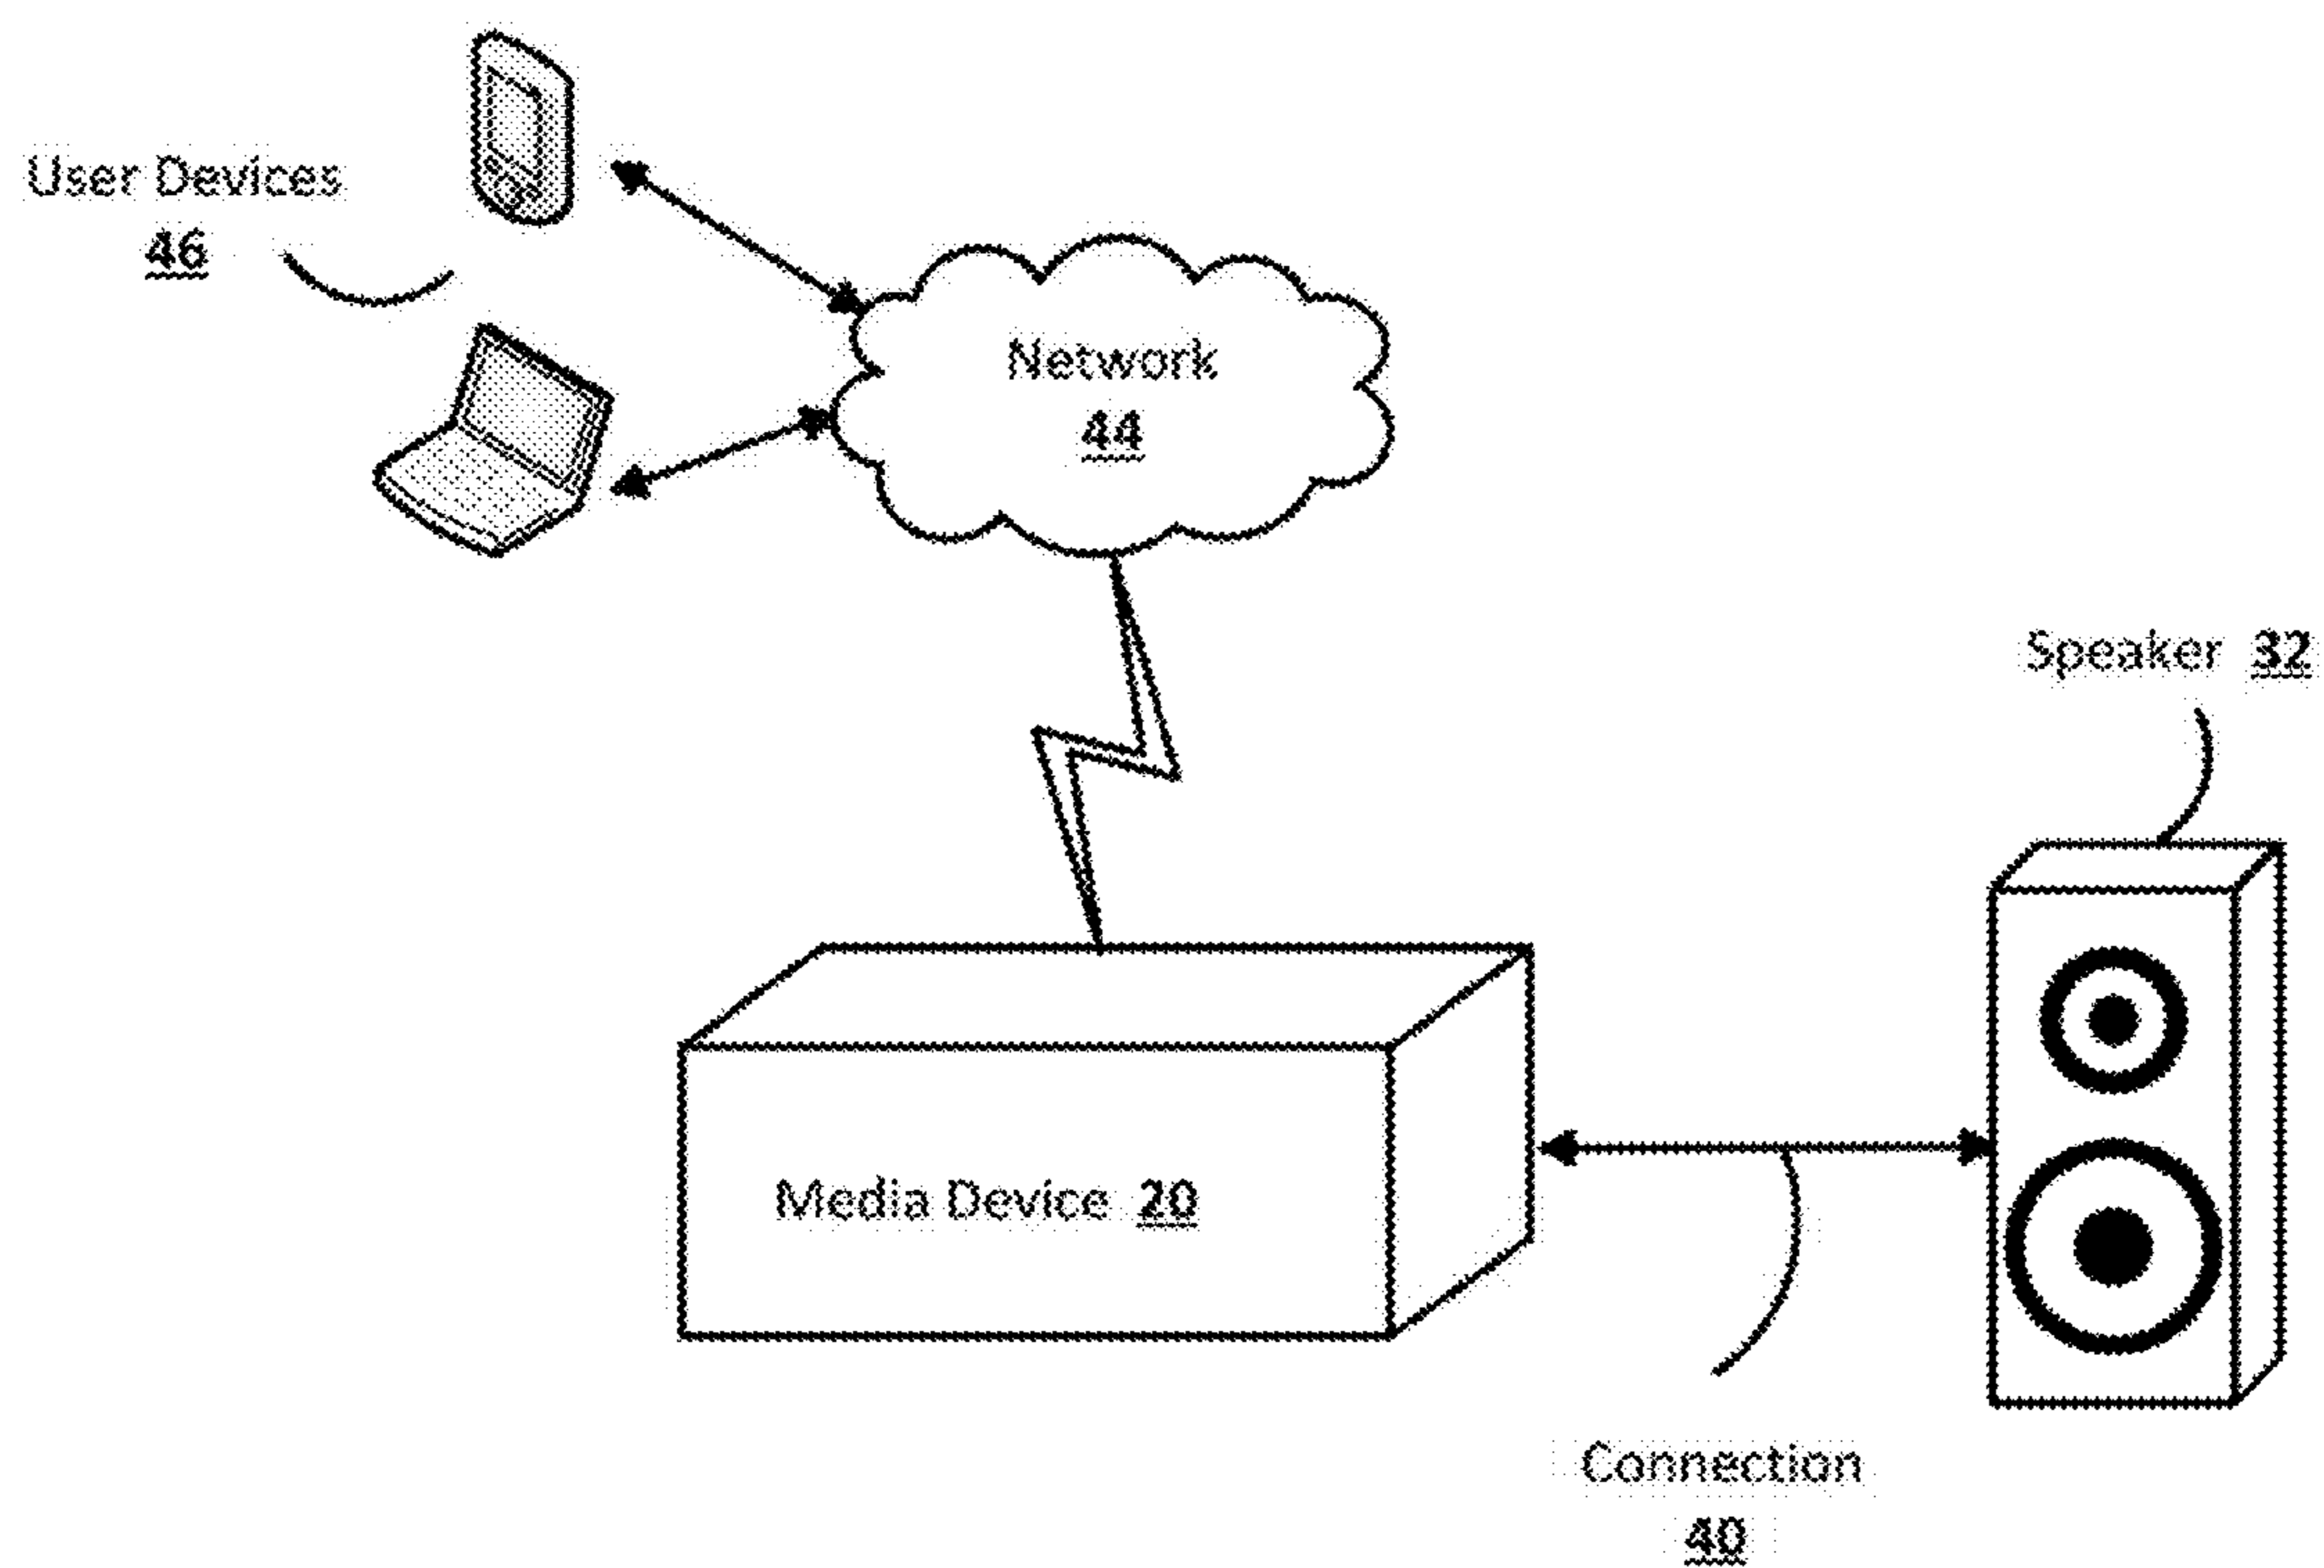 User Devices
46
Network
44
Speaker 32
Media Device 20
Connection
40